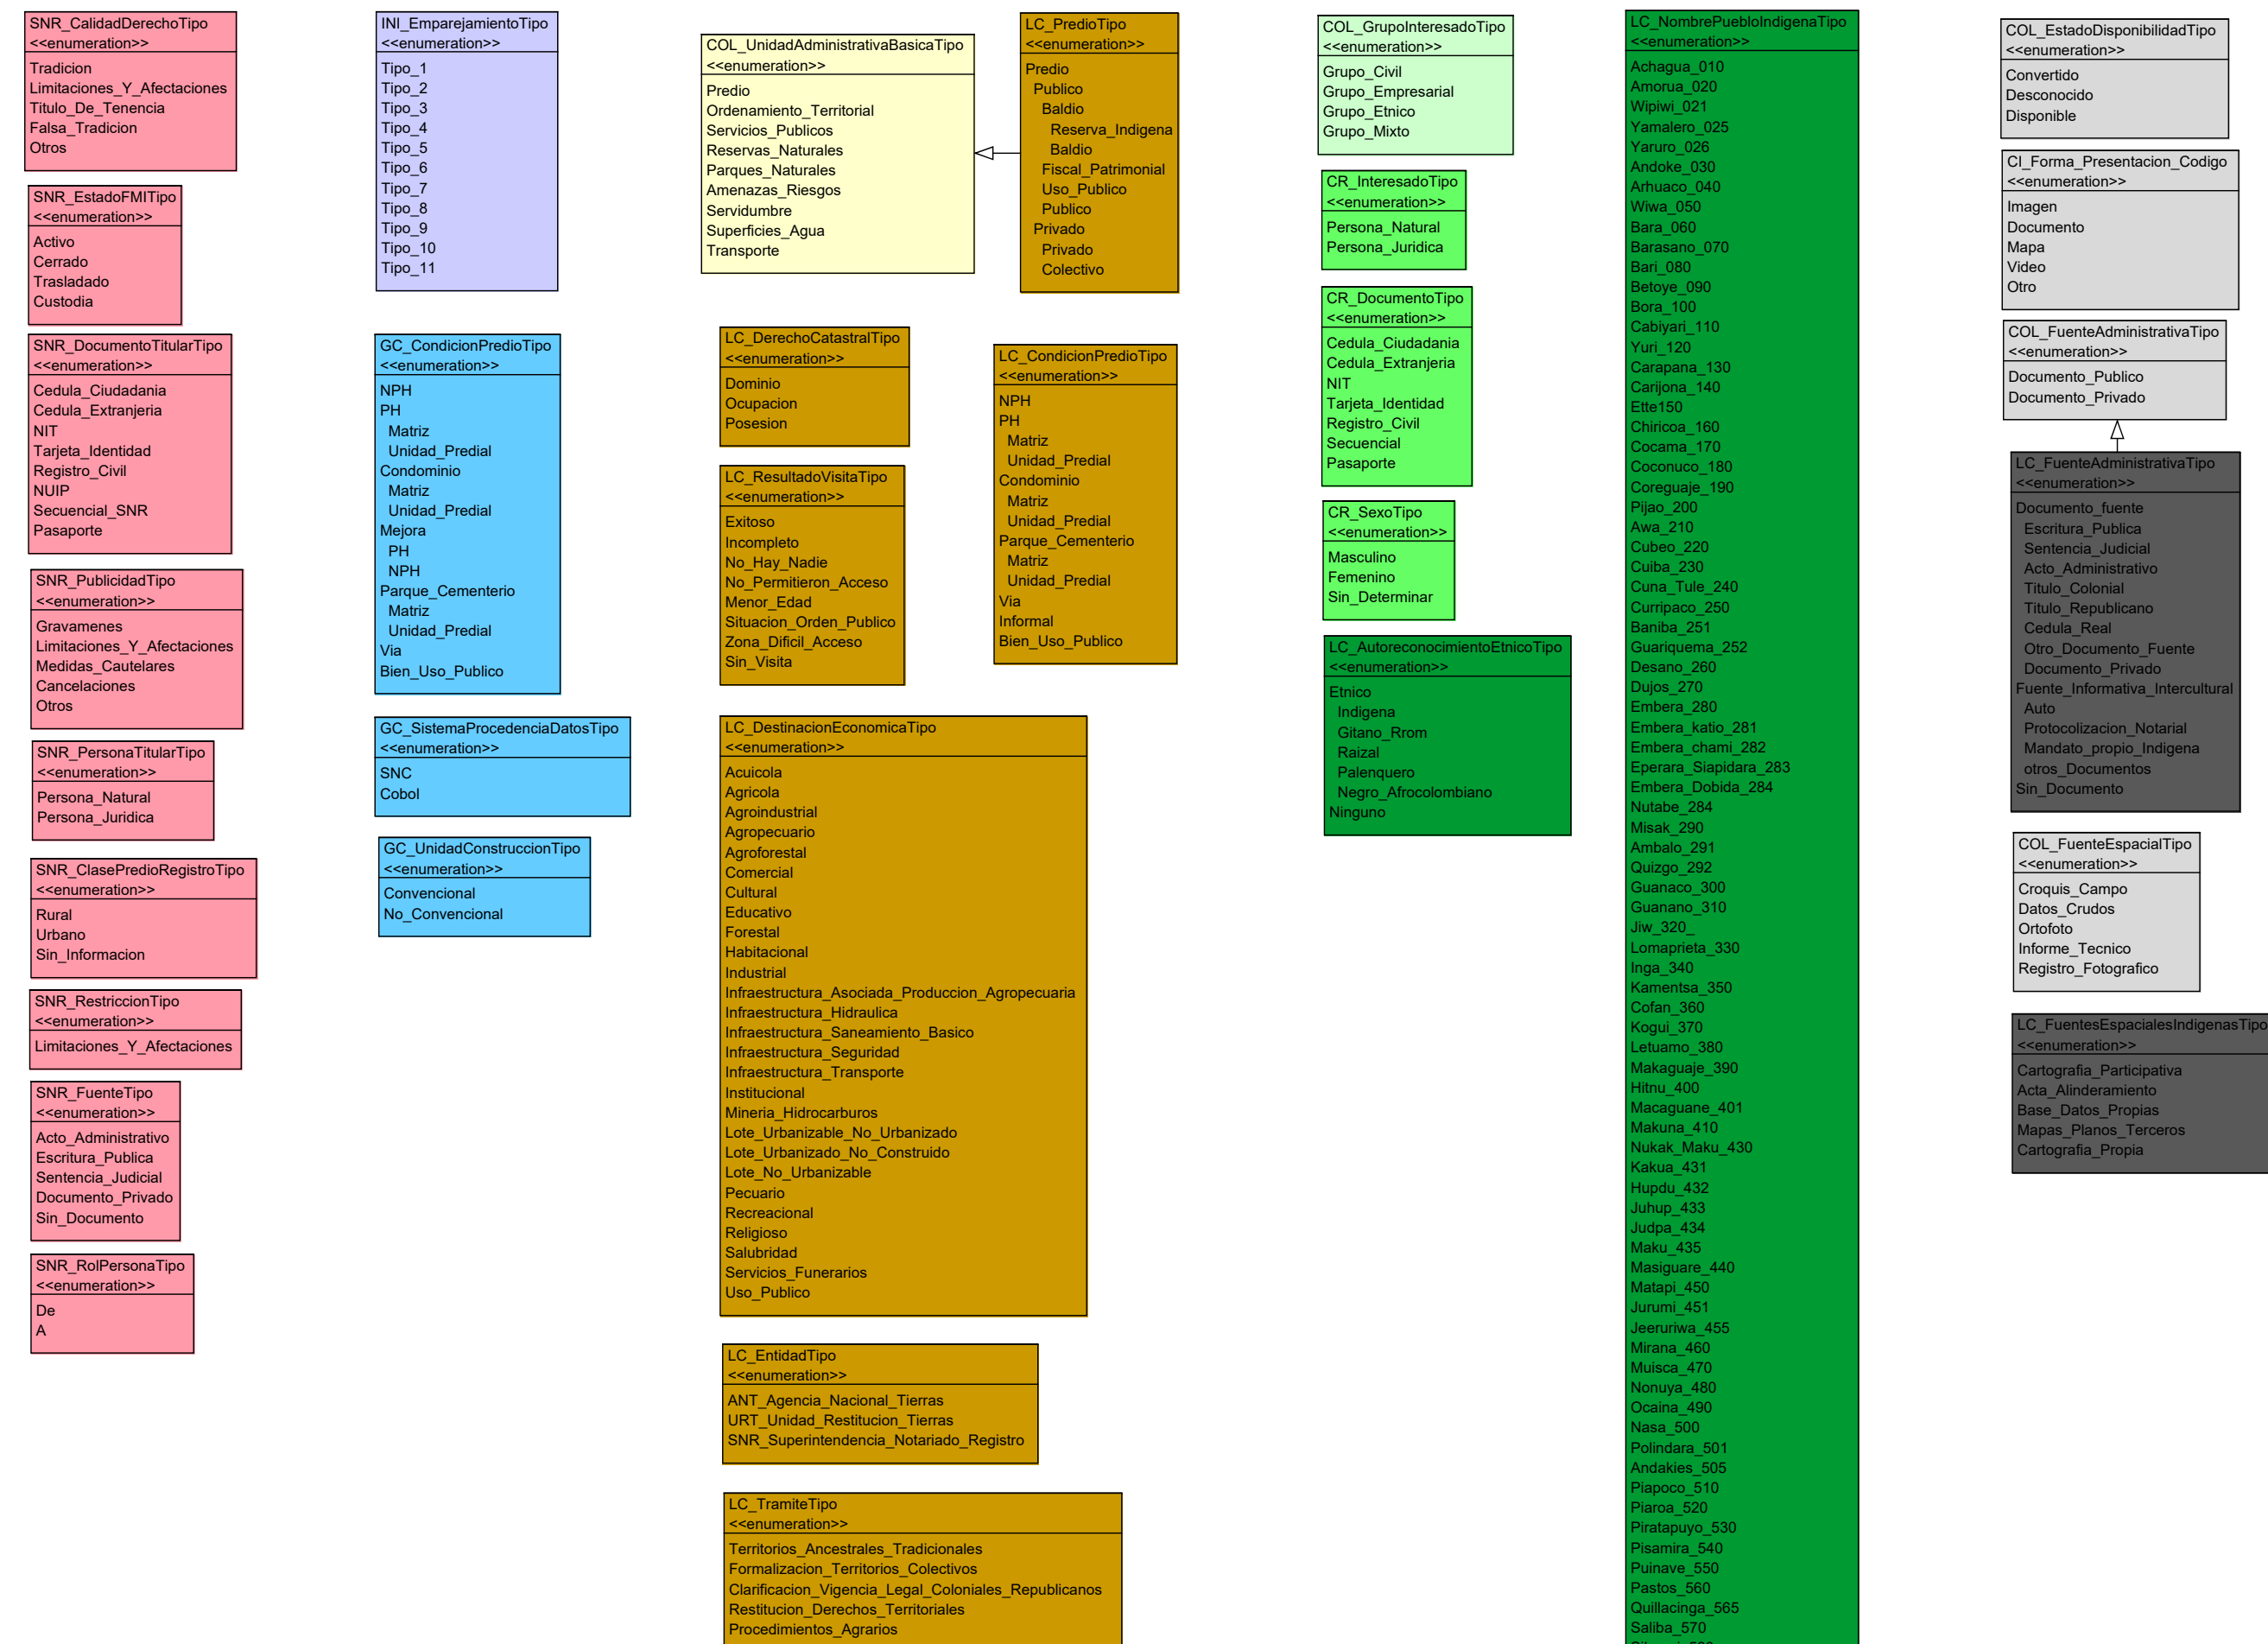 SNR_CalidadDerechoTipo
<<enumeration>>
Tradicion
Limitaciones_Y_Afectaciones
Titulo_De_Tenencia
Falsa_Tradicion
Otros
SNR_EstadoFMITipo
<<enumeration>>
Activo
Cerrado
Trasladado
Custodia
SNR_DocumentoTitularTipo
<<enumeration>>
Cedula_Ciudadania
Cedula_Extranjeria
NIT
Tarjeta_Identidad
Registro_Civil
NUIP
Secuencial_SNR
Pasaporte
SNR_PublicidadTipo
<<enumeration>>
Gravamenes
Limitaciones_Y_Afectaciones
Medidas_Cautelares
Cancelaciones
Otros
SNR_PersonaTitularTipo
<<enumeration>>
Persona_Natural
Persona_Juridica
SNR_ClasePredioRegistroTipo
<<enumeration>>
Rural
Urbano
Sin_Informacion
SNR_RestriccionTipo
<<enumeration>>
Limitaciones_Y_Afectaciones
SNR_FuenteTipo
<<enumeration>>
Acto_Administrativo
Escritura_Publica
Sentencia_Judicial
Documento_Privado
Sin_Documento
SNR_RolPersonaTipo
<<enumeration>>
De
A
INI_EmparejamientoTipo
<<enumeration>>
Tipo_1
Tipo_2
Tipo_3
Tipo_4
Tipo_5
Tipo_6
Tipo_7
Tipo_8
Tipo_9
Tipo_10
Tipo_11
GC_CondicionPredioTipo
<<enumeration>>
NPH
PH
Matriz
Unidad_Predial
Condominio
Matriz
Unidad_Predial
Mejora
PH
NPH
Parque_Cementerio
Matriz
Unidad_Predial
Via
Bien_Uso_Publico
GC_SistemaProcedenciaDatosTipo
<<enumeration>>
SNC
Cobol
GC_UnidadConstruccionTipo
<<enumeration>>
Convencional
No_Convencional
COL_UnidadAdministrativaBasicaTipo
<<enumeration>>
Predio
Ordenamiento_Territorial
Servicios_Publicos
Reservas_Naturales
Parques_Naturales
Amenazas_Riesgos
Servidumbre
Superficies_Agua
Transporte
LC_PredioTipo
<<enumeration>>
Predio
Publico
Baldio
Reserva_Indigena
Baldio
Fiscal_Patrimonial
Uso_Publico
Publico
Privado
Privado
Colectivo
LC_DerechoCatastralTipo
<<enumeration>>
Dominio
Ocupacion
Posesion
LC_ResultadoVisitaTipo
<<enumeration>>
Exitoso
Incompleto
No_Hay_Nadie
No_Permitieron_Acceso
Menor_Edad
Situacion_Orden_Publico
Zona_Dificil_Acceso
Sin_Visita
LC_CondicionPredioTipo
<<enumeration>>
NPH
PH
Matriz
Unidad_Predial
Condominio
Matriz
Unidad_Predial
Parque_Cementerio
Matriz
Unidad_Predial
Via
Informal
Bien_Uso_Publico
LC_DestinacionEconomicaTipo
<<enumeration>>
Acuicola
Agricola
Agroindustrial
Agropecuario
Agroforestal
Comercial
Cultural
Educativo
Forestal
Habitacional
Industrial
Infraestructura_Asociada_Produccion_Agropecuaria
Infraestructura_Hidraulica
Infraestructura_Saneamiento_Basico
Infraestructura_Seguridad
Infraestructura_Transporte
Institucional
Mineria_Hidrocarburos
Lote_Urbanizable_No_Urbanizado
Lote_Urbanizado_No_Construido
Lote_No_Urbanizable
Pecuario
Recreacional
Religioso
Salubridad
Servicios_Funerarios
Uso_Publico
LC_EntidadTipo
<<enumeration>>
ANT_Agencia_Nacional_Tierras
URT_Unidad_Restitucion_Tierras
SNR_Superintendencia_Notariado_Registro
LC_TramiteTipo
<<enumeration>>
Territorios_Ancestrales_Tradicionales
Formalizacion_Territorios_Colectivos
Clarificacion_Vigencia_Legal_Coloniales_Republicanos
Restitucion_Derechos_Territoriales
Procedimientos_Agrarios
COL_GrupoInteresadoTipo
<<enumeration>>
Grupo_Civil
Grupo_Empresarial
Grupo_Etnico
Grupo_Mixto
CR_InteresadoTipo
<<enumeration>>
Persona_Natural
Persona_Juridica
CR_DocumentoTipo
<<enumeration>>
Cedula_Ciudadania
Cedula_Extranjeria
NIT
Tarjeta_Identidad
Registro_Civil
Secuencial
Pasaporte
CR_SexoTipo
<<enumeration>>
Masculino
Femenino
Sin_Determinar
LC_AutoreconocimientoEtnicoTipo
<<enumeration>>
Etnico
Indigena
Gitano_Rrom
Raizal
Palenquero
Negro_Afrocolombiano
Ninguno
LC_NombrePuebloIndigenaTipo
<<enumeration>>
Achagua_010
Amorua_020
Wipiwi_021
Yamalero_025
Yaruro_026
Andoke_030
Arhuaco_040
Wiwa_050
Bara_060
Barasano_070
Bari_080
Betoye_090
Bora_100
Cabiyari_110
Yuri_120
Carapana_130
Carijona_140
Ette150
Chiricoa_160
Cocama_170
Coconuco_180
Coreguaje_190
Pijao_200
Awa_210
Cubeo_220
Cuiba_230
Cuna_Tule_240
Curripaco_250
Baniba_251
Guariquema_252
Desano_260
Dujos_270
Embera_280
Embera_katio_281
Embera_chami_282
Eperara_Siapidara_283
Embera_Dobida_284
Nutabe_284
Misak_290
Ambalo_291
Quizgo_292
Guanaco_300
Guanano_310
Jiw_320_
Lomaprieta_330
Inga_340
Kamentsa_350
Cofan_360
Kogui_370
Letuamo_380
Makaguaje_390
Hitnu_400
Macaguane_401
Makuna_410
Nukak_Maku_430
Kakua_431
Hupdu_432
Juhup_433
Judpa_434
Maku_435
Masiguare_440
Matapi_450
Jurumi_451
Jeeruriwa_455
Mirana_460
Muisca_470
Nonuya_480
Ocaina_490
Nasa_500
Polindara_501
Andakies_505
Piapoco_510
Piaroa_520
Piratapuyo_530
Pisamira_540
Puinave_550
Pastos_560
Quillacinga_565
Saliba_570
COL_EstadoDisponibilidadTipo
<<enumeration>>
Convertido
Desconocido
Disponible
CI_Forma_Presentacion_Codigo
<<enumeration>>
Imagen
Documento
Mapa
Video
Otro
COL_FuenteAdministrativaTipo
<<enumeration>>
Documento_Publico
Documento_Privado
LC_FuenteAdministrativaTipo
<<enumeration>>
Documento_fuente
Escritura_Publica
Sentencia_Judicial
Acto_Administrativo
Titulo_Colonial
Titulo_Republicano
Cedula_Real
Otro_Documento_Fuente
Documento_Privado
Fuente_Informativa_Intercultural
Auto
Protocolizacion_Notarial
Mandato_propio_Indigena
otros_Documentos
Sin_Documento
COL_FuenteEspacialTipo
<<enumeration>>
Croquis_Campo
Datos_Crudos
Ortofoto
Informe_Tecnico
Registro_Fotografico
LC_FuentesEspacialesIndigenasTipo
<<enumeration>>
Cartografia_Participativa
Acta_Alinderamiento
Base_Datos_Propias
Mapas_Planos_Terceros
Cartografia_Propia